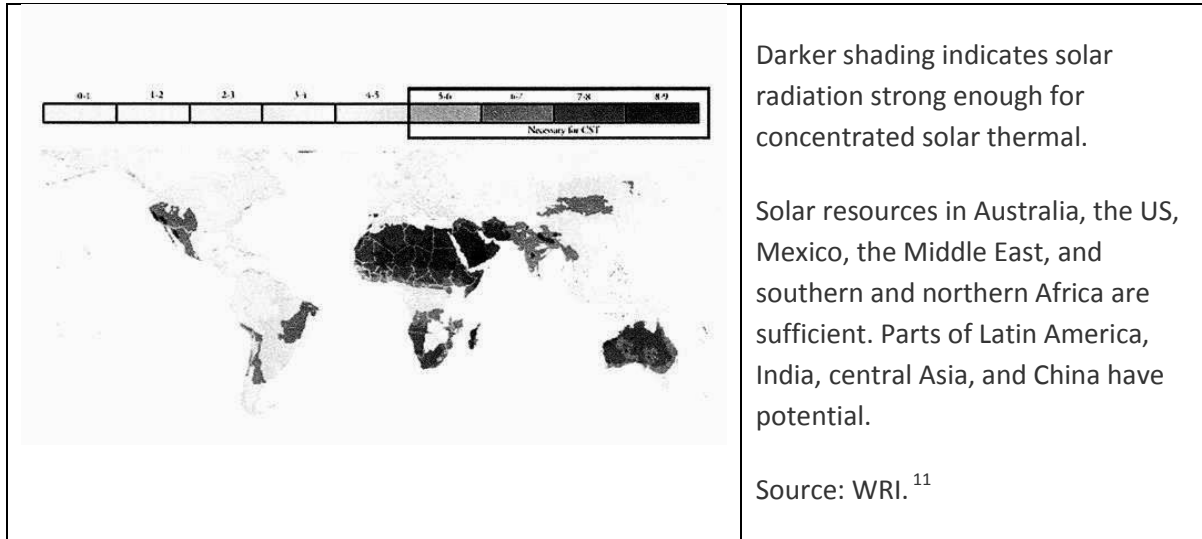 0-1 1-2 2-3 3-4 4-5 5-6 6-7 7-8 8-9
Necessary for CST
Darker shading indicates solar
radiation strong enough for
concentrated solar thermal.
Solar resources in Australia, the US,
Mexico, the Middle East, and
southern and northern Africa are
sufficient. Parts of Latin America,
India, central Asia, and China have
potential.
Source: WRI. 11